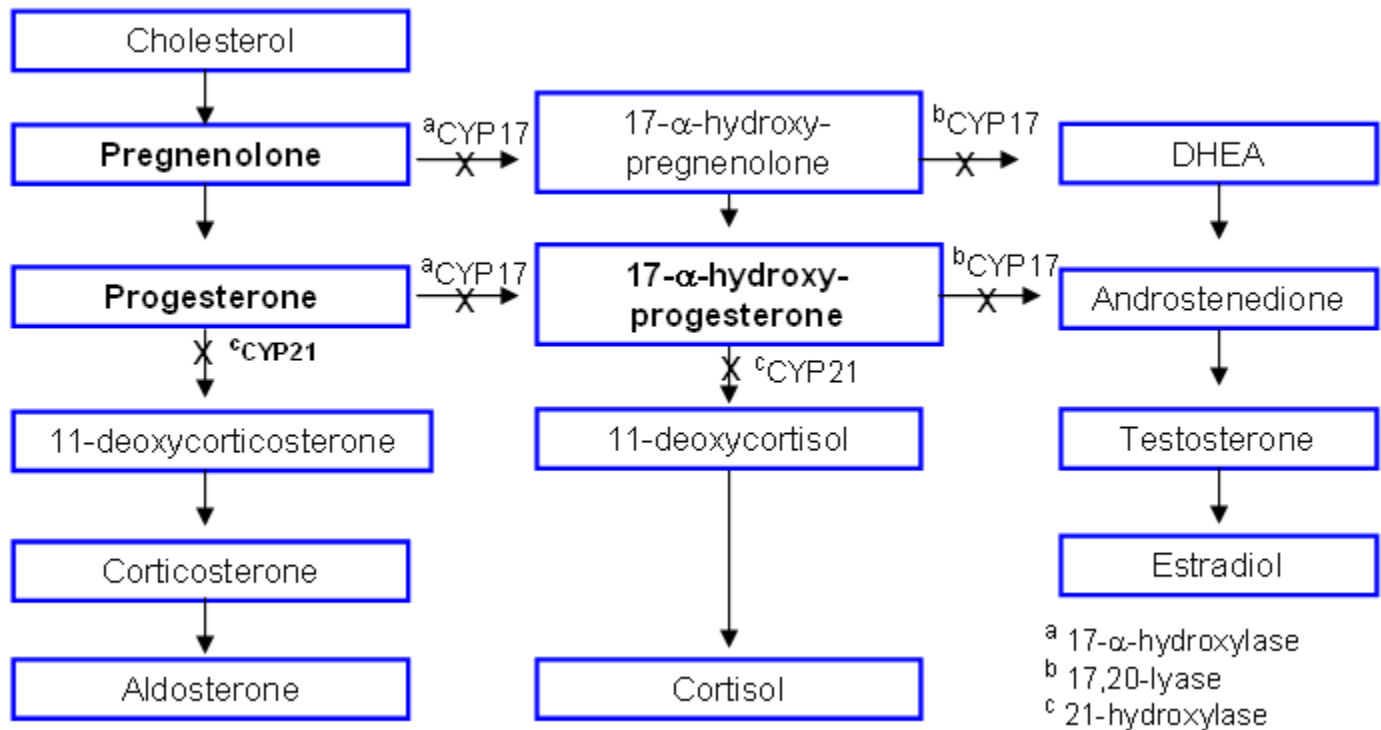 Cholesterol
Pregnenolone
ᵃCYP17
X
17-α-hydroxy-
pregnenolone
ᵇCYP17
X
DHEA
Progesterone
ᵃCYP17
X
17-α-hydroxy-
progesterone
ᵇCYP17
X
Androstenedione
X ᶜCYP21
X ᶜCYP21
11-deoxycorticosterone
11-deoxycortisol
Testosterone
Corticosterone
Estradiol
Aldosterone
Cortisol
ᵃ 17-α-hydroxylase
ᵇ 17,20-lyase
ᶜ 21-hydroxylase